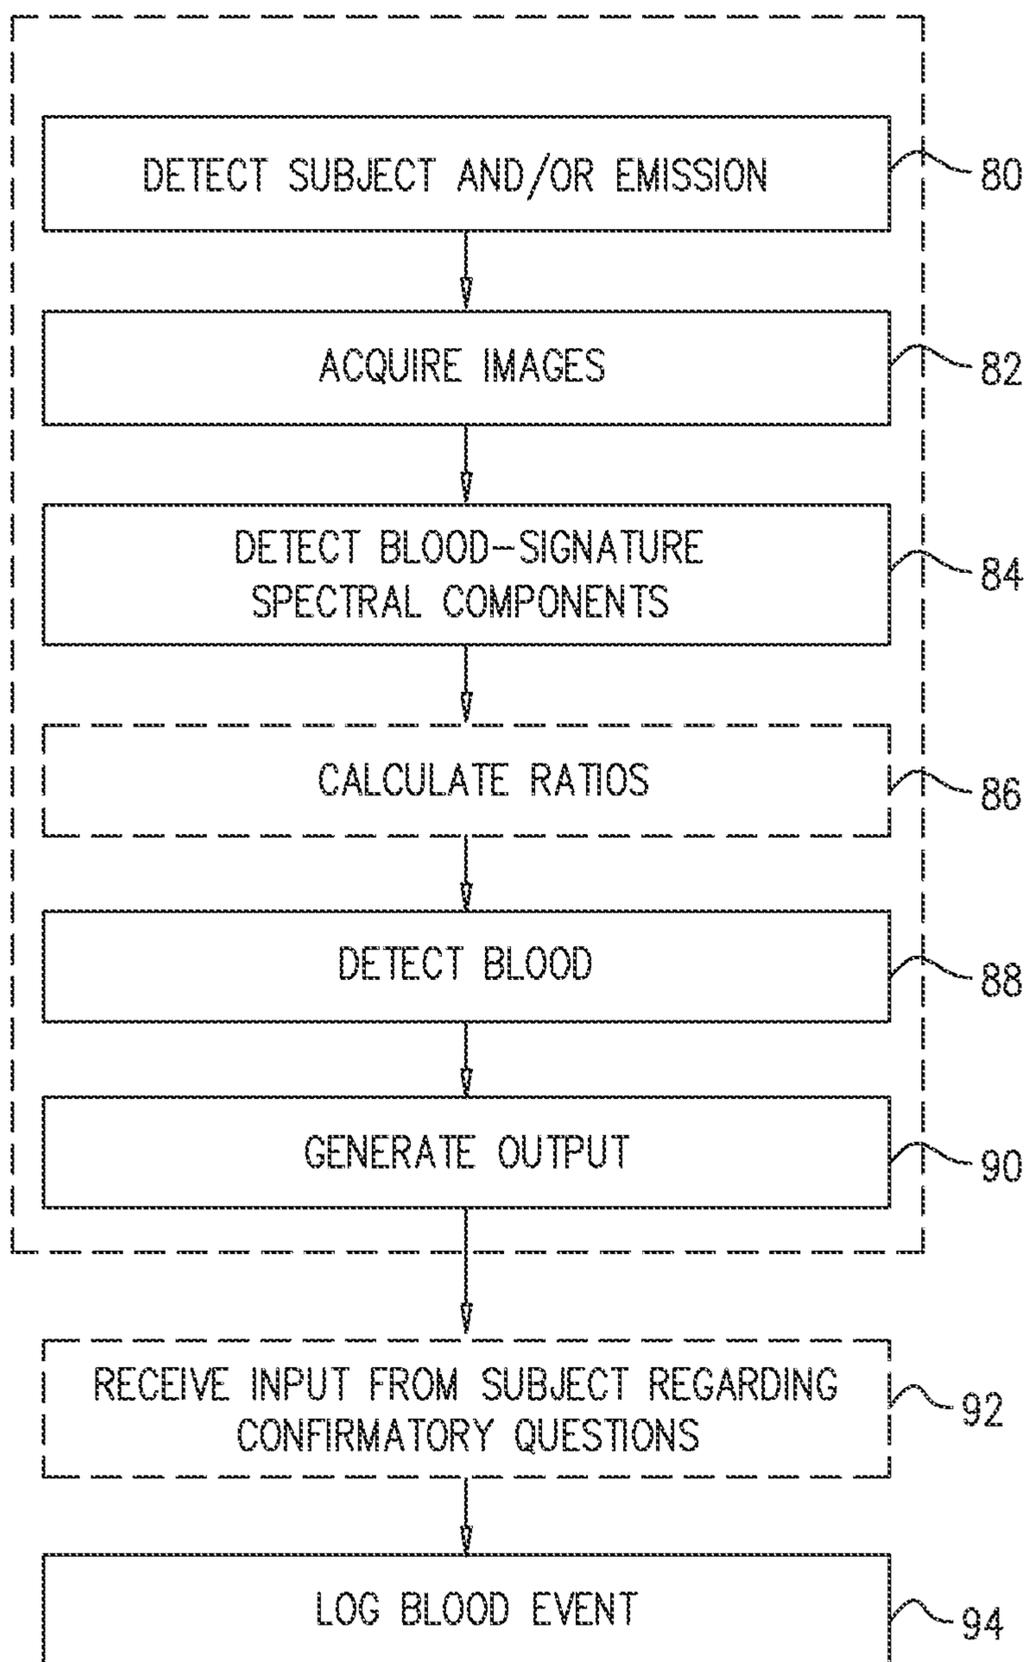 DETECT SUBJECT AND/OR EMISSION
80
ACQUIRE IMAGES
82
DETECT BLOOD-SIGNATURE
SPECTRAL COMPONENTS
84
CALCULATE RATIOS
86
DETECT BLOOD
88
GENERATE OUTPUT
90
RECEIVE INPUT FROM SUBJECT REGARDING
CONFIRMATORY QUESTIONS
92
LOG BLOOD EVENT
94